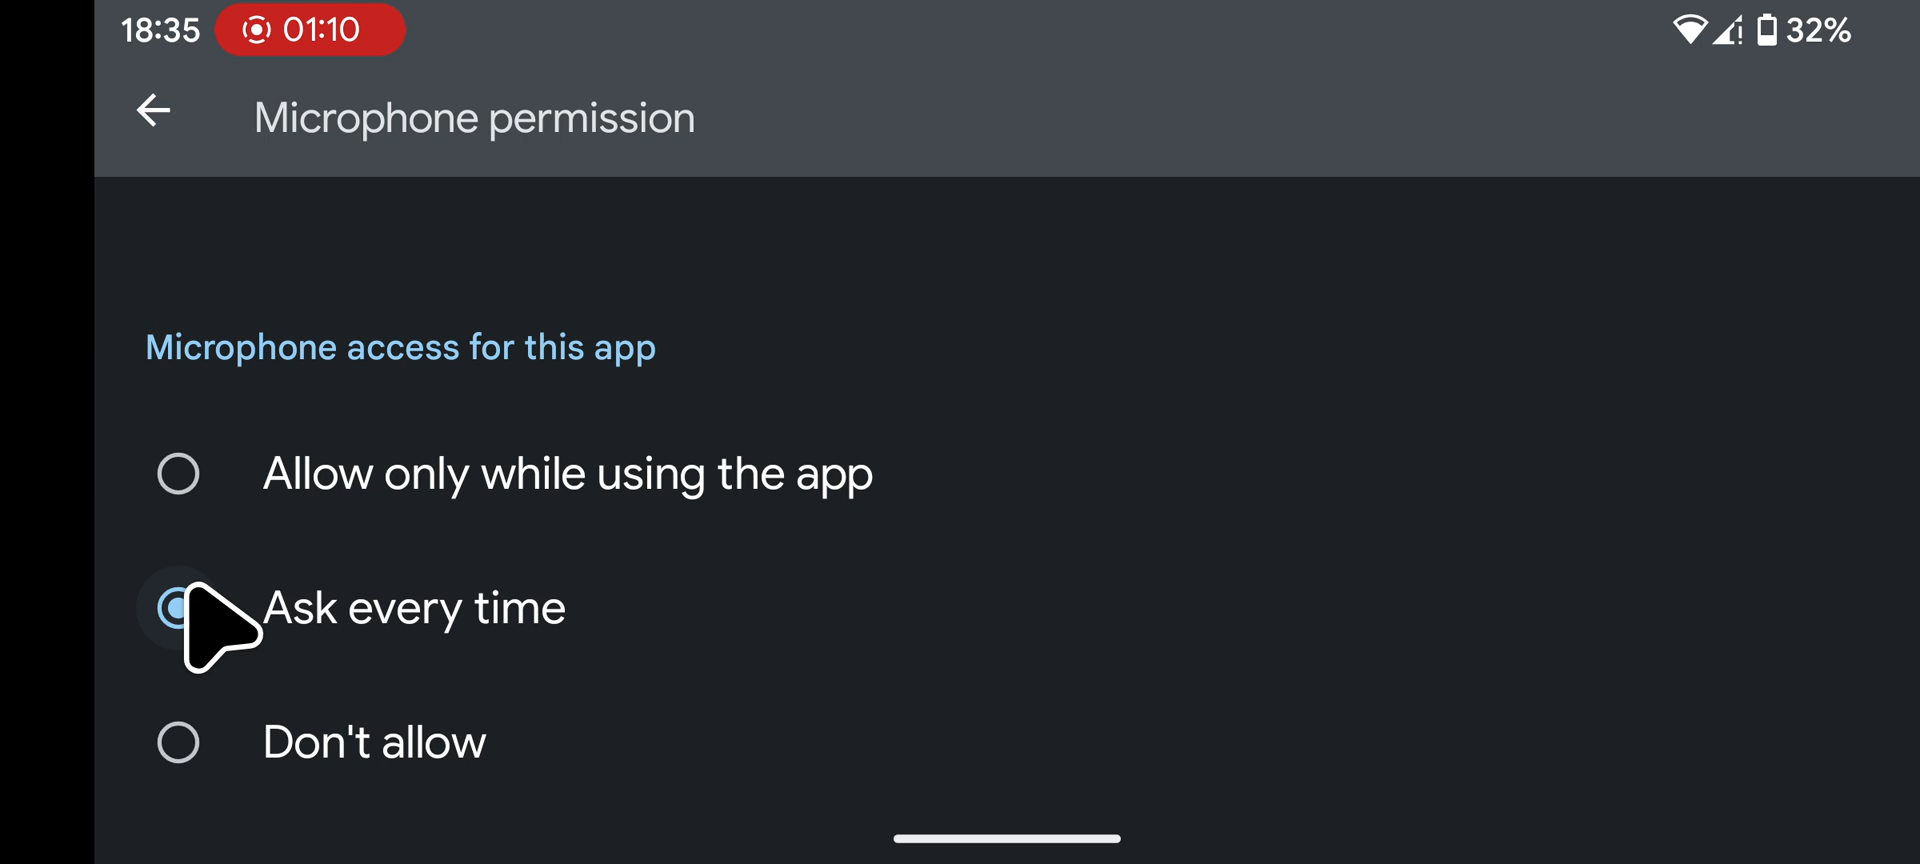 18:35 01:10 32%
Microphone permission
Microphone access for this app
Allow only while using the app
Ask every time
Don't allow